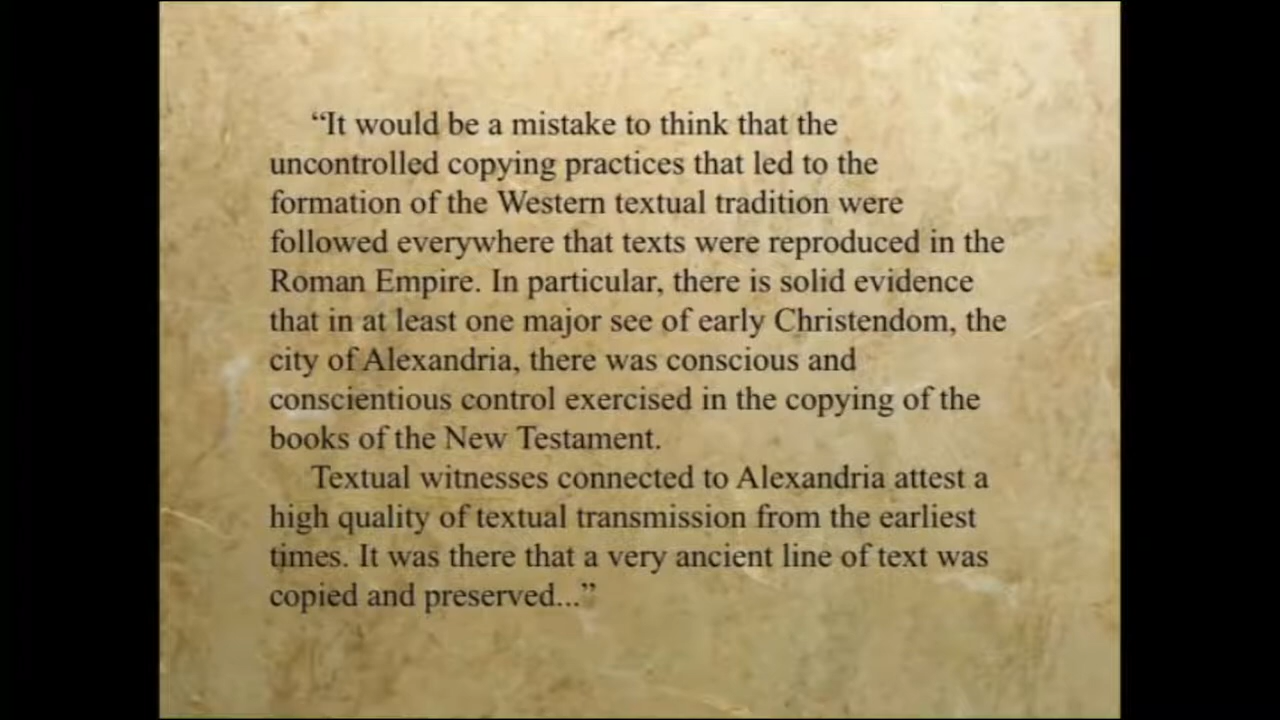 “It would be a mistake to think that the
uncontrolled copying practices that led to the
formation of the Western textual tradition were
followed everywhere that texts were reproduced in the
Roman Empire. In particular, there is solid evidence
that in at least one major see of early Christendom, the
city of Alexandria, there was conscious and
conscientious control exercised in the copying of the
books of the New Testament.
Textual witnesses connected to Alexandria attest a
high quality of textual transmission from the earliest
times. It was there that a very ancient line of text was
copied and preserved...”